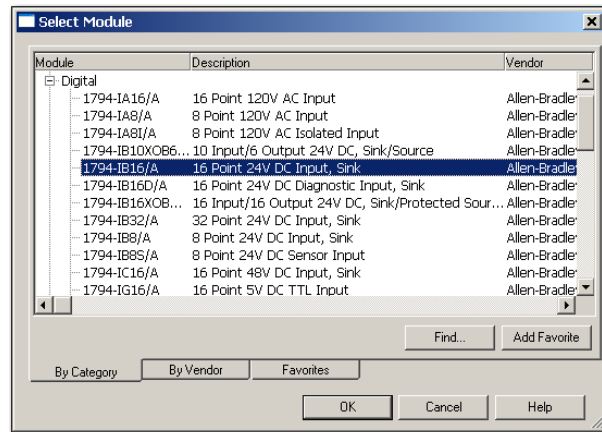 Select Module
Module Description Vendor
Digital
1794-IA16/A 16 Point 120V AC Input Allen-Bradley
1794-IA8/A 8 Point 120V AC Input Allen-Bradley
1794-IA8I/A 8 Point 120V AC Isolated Input Allen-Bradley
1794-IB10XOB6... 10 Input/6 Output 24V DC, Sink/Source Allen-Bradley
1794-IB16/A 16 Point 24V DC Input, Sink Allen-Bradley
1794-IB16D/A 16 Point 24V DC Diagnostic Input, Sink Allen-Bradley
1794-IB16XOB... 16 Input/16 Output 24V DC, Sink/Protected Sour... Allen-Bradley
1794-IB32/A 32 Point 24V DC Input, Sink Allen-Bradley
1794-IB8/A 8 Point 24V DC Input, Sink Allen-Bradley
1794-IB8S/A 8 Point 24V DC Sensor Input Allen-Bradley
1794-IC16/A 16 Point 48V DC Input, Sink Allen-Bradley
1794-IG16/A 16 Point 5V DC TTL Input Allen-Bradley
Find... Add Favorite
By Category By Vendor Favorites
OK Cancel Help